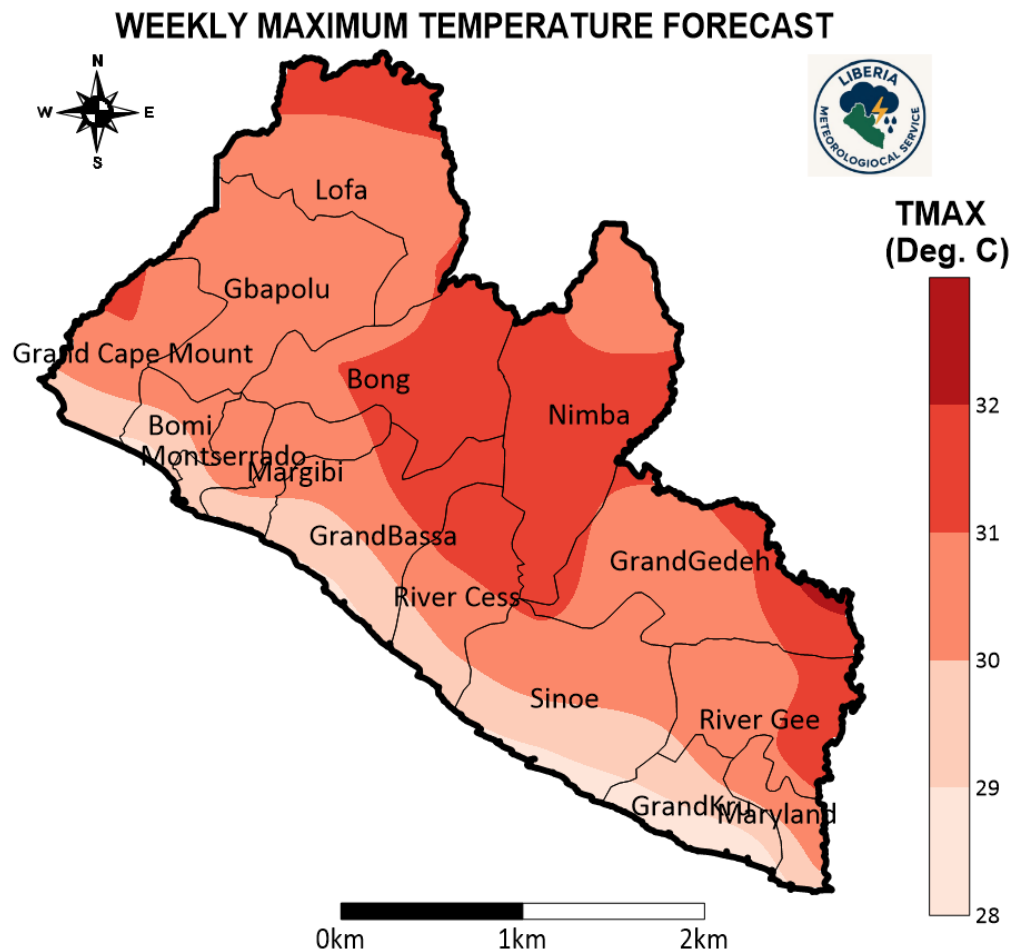 WEEKLY MAXIMUM TEMPERATURE FORECAST
N
W
E
S
LIBERIA
METEOROLOGIOCAL SERVICE
TMAX
(Deg. C)
32
31
30
29
28
Lofa
Gbapolu
Grand Cape Mount
Bong
Nimba
Bomi
Montserrado
Margibi
GrandBassa
GrandGedeh
River Cess
Sinoe
River Gee
GrandKru
Maryland
0km
1km
2km